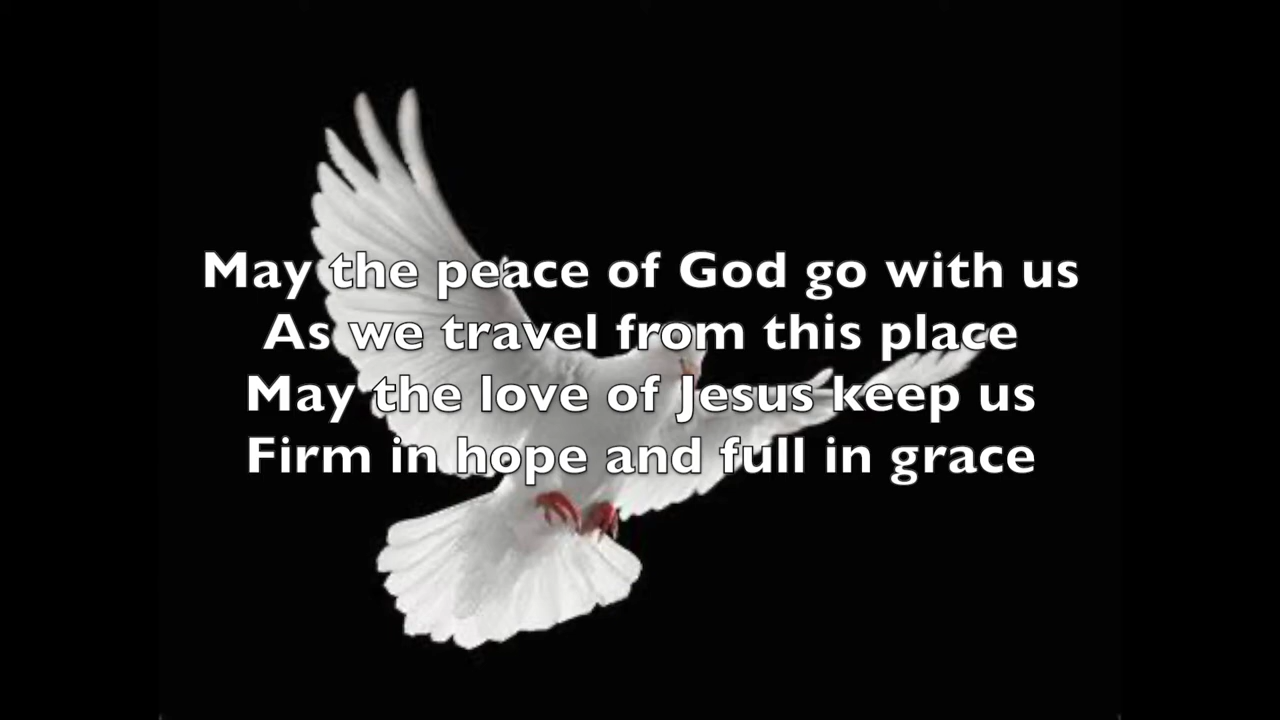 May the peace of God go with us
As we travel from this place
May the love of Jesus keep us
Firm in hope and full in grace